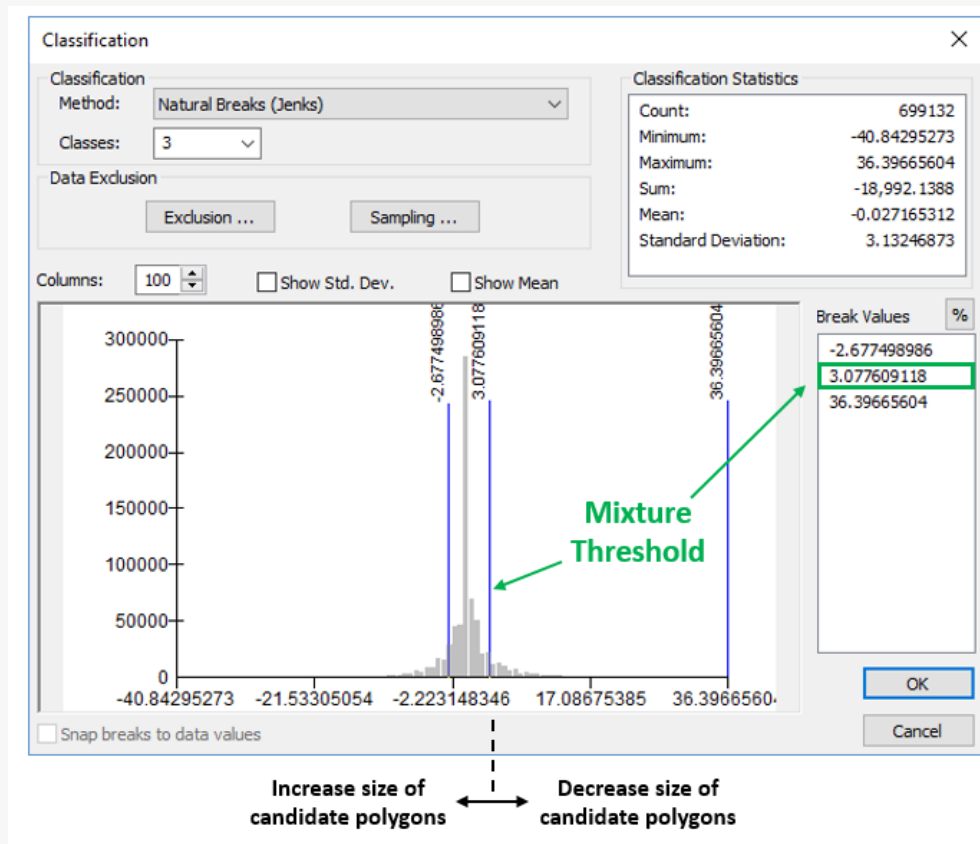 Classification
Classification
Method: Natural Breaks (Jenks)
Classes: 3
Data Exclusion
Exclusion ... Sampling ...
Classification Statistics
Count: 699132
Minimum: -40.84295273
Maximum: 36.39665604
Sum: -18,992.1388
Mean: -0.027165312
Standard Deviation: 3.13246873
Columns: 100 Show Std. Dev. Show Mean
Break Values %
-2.677498986
3.077609118
36.39665604
-2.677498986
3.077609118
36.39665604
300000
250000
200000
150000
100000
50000
0
-40.84295273 -21.53305054 -2.223148346 17.08675385 36.39665604
Mixture
Threshold
OK
Cancel
Snap breaks to data values
Increase size of
candidate polygons
Decrease size of
candidate polygons